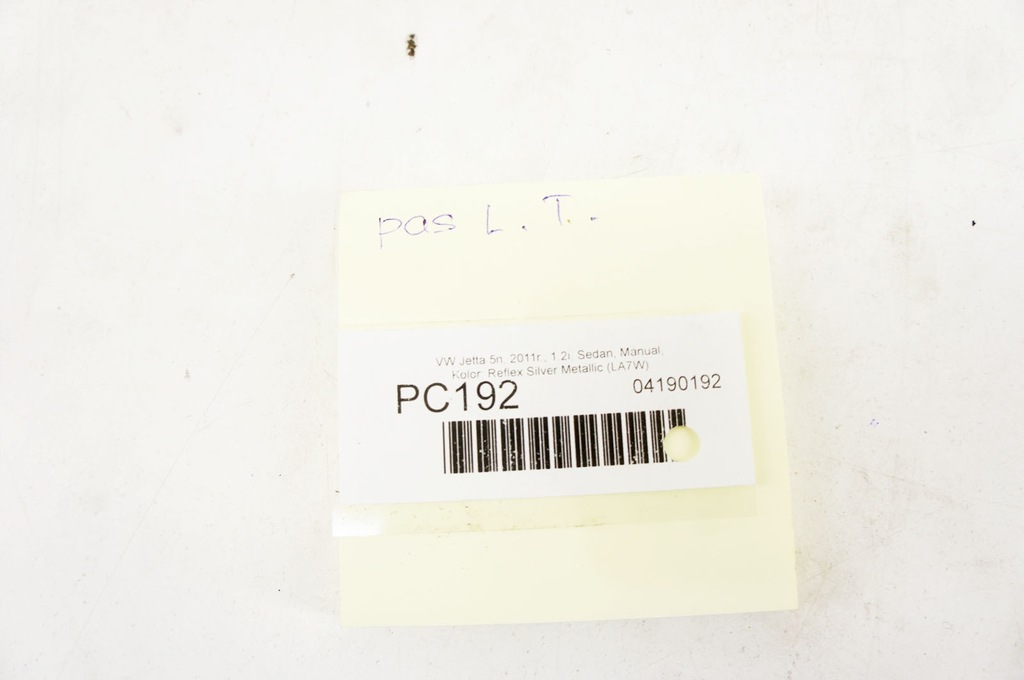 pas L. T.
VW Jetta 5n, 2011r., 1.2i, Sedan, Manual,
Kolor: Reflex Silver Metallic (LA7W)
PC192 04190192